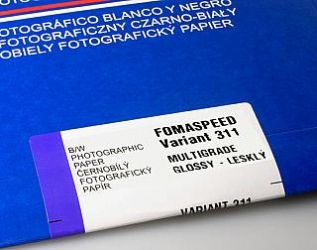 FOTOGRÁFICO BLANCO Y NEGRO
FOTOGRAFICZNY CZARNO-BIAŁY
OBIELY FOTOGRAFICKÝ PAPIER
B/W
PHOTOGRAPHIC
PAPER
ČERNOBÍLÝ
FOTOGRAFICKÝ
PAPÍR
FOMASPEED
Variant 311
MULTIGRADE
GLOSSY - LESKLÝ
VARIANT 311